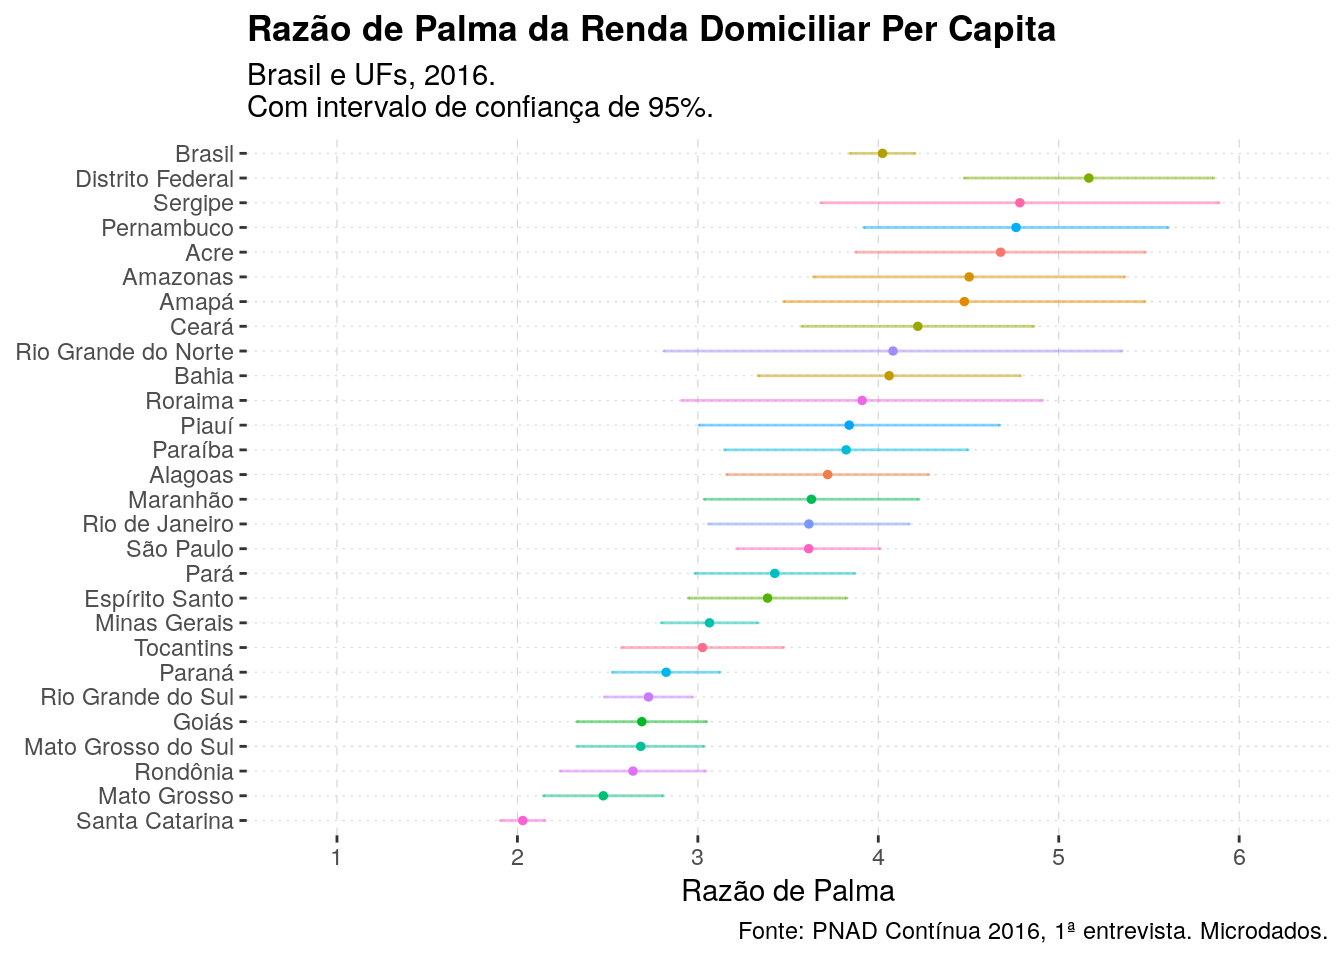 Razão de Palma da Renda Domiciliar Per Capita
Brasil e UFs, 2016.
Com intervalo de confiança de 95%.
Brasil
Distrito Federal
Sergipe
Pernambuco
Acre
Amazonas
Amapá
Ceará
Rio Grande do Norte
Bahia
Roraima
Piauí
Paraíba
Alagoas
Maranhão
Rio de Janeiro
São Paulo
Pará
Espírito Santo
Minas Gerais
Tocantins
Paraná
Rio Grande do Sul
Goiás
Mato Grosso do Sul
Rondônia
Mato Grosso
Santa Catarina
1 2 3 4 5 6
Razão de Palma
Fonte: PNAD Contínua 2016, 1ª entrevista. Microdados.